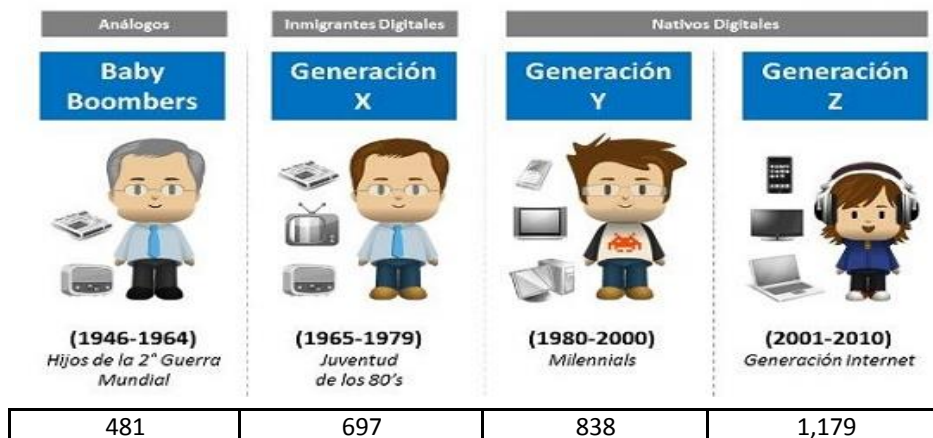 Análogos
Inmigrantes Digitales
Nativos Digitales
Baby
Boombers
Generación
X
Generación
Y
Generación
Z
(1946-1964)
Hijos de la 2° Guerra
Mundial
(1965-1979)
Juventud
de los 80's
(1980-2000)
Milennials
(2001-2010)
Generación Internet
481
697
838
1,179